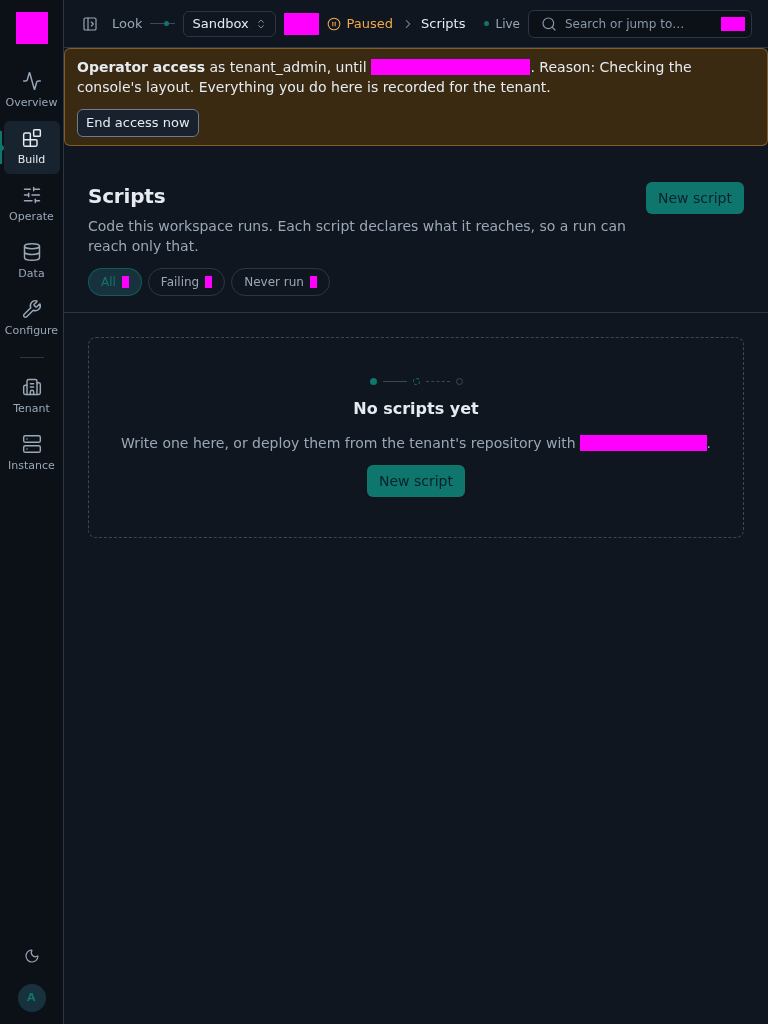 Look
Sandbox
Paused
Scripts
Live
Search or jump to…
Operator access as tenant_admin, until . Reason: Checking the
console's layout. Everything you do here is recorded for the tenant.
End access now
Overview
Build
Operate
Data
Configure
Tenant
Instance
A
Scripts
New script
Code this workspace runs. Each script declares what it reaches, so a run can
reach only that.
All
Failing
Never run
No scripts yet
Write one here, or deploy them from the tenant's repository with .
New script